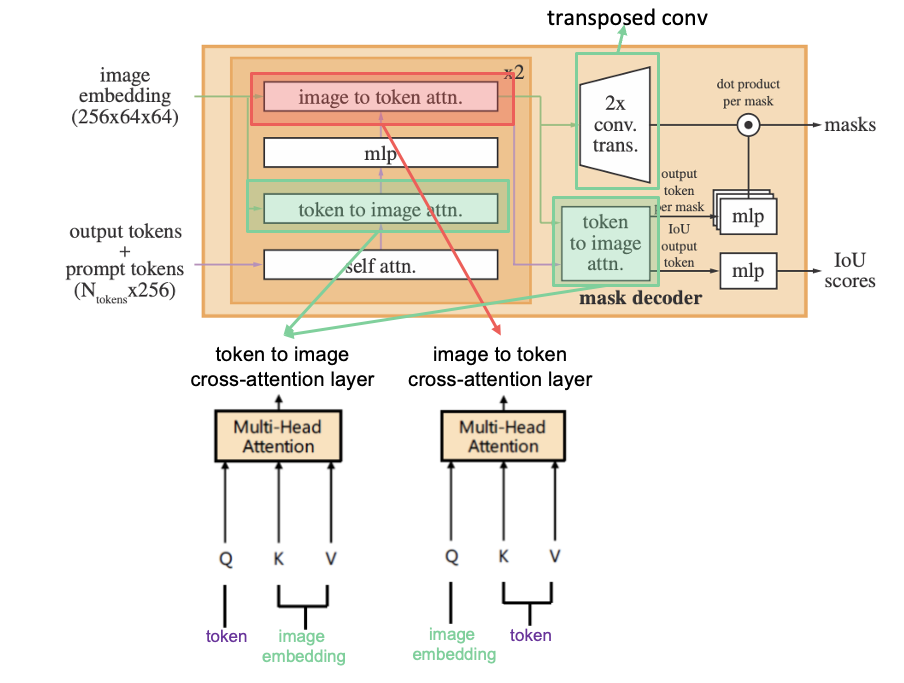 transposed conv
image
embedding
(256x64x64)
x2
image to token attn.
mlp
token to image attn.
self attn.
output tokens
+
prompt tokens
(Ntokensx256)
2x
conv.
trans.
dot product
per mask
masks
output
token
per mask
mlp
token
to image
attn.
IoU
output
token
mlp
IoU
scores
mask decoder
token to image
cross-attention layer
image to token
cross-attention layer
Multi-Head
Attention
Multi-Head
Attention
Q K V
Q K V
token
image
embedding
image
embedding
token